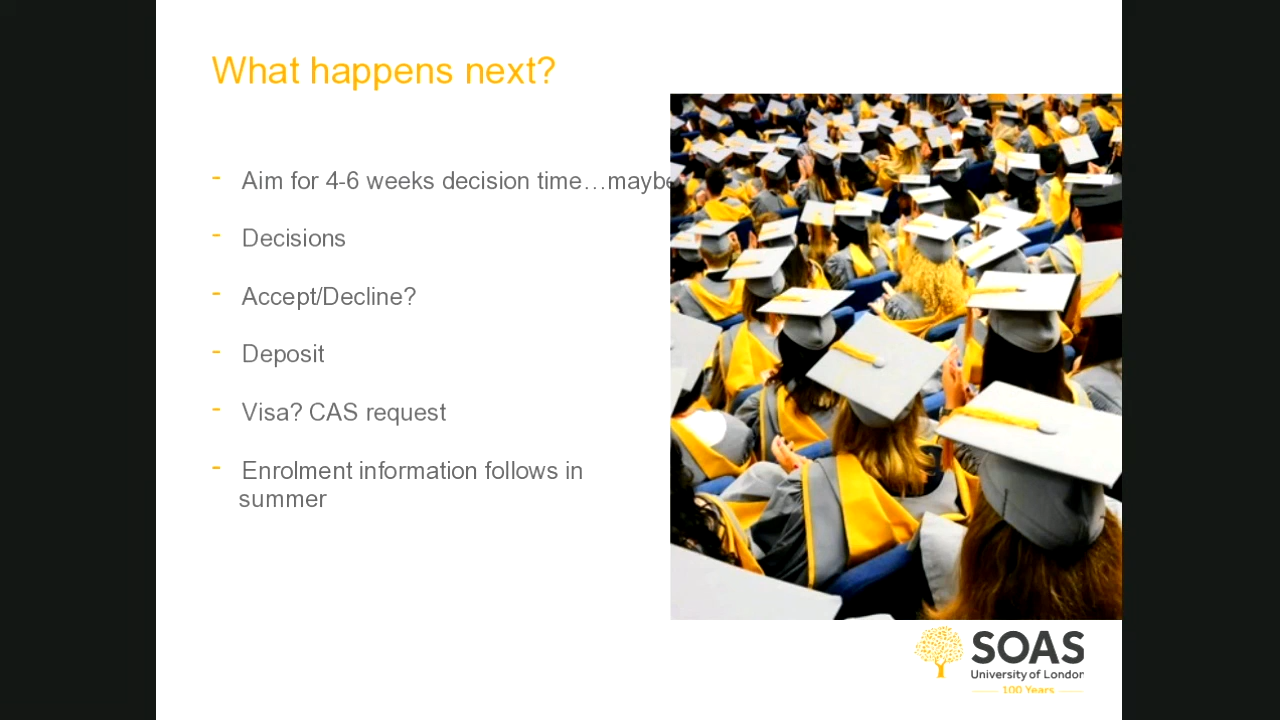 What happens next?
- Aim for 4-6 weeks decision time…maybe
- Decisions
- Accept/Decline?
- Deposit
- Visa? CAS request
- Enrolment information follows in
summer
SOAS
University of London
100 Years